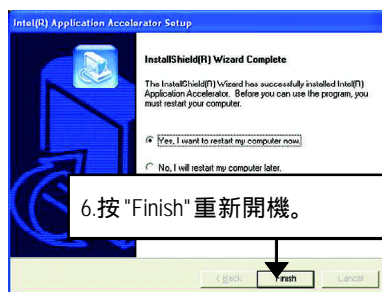 Intel(R) Application Accelerator Setup
InstallShield(R) Wizard Complete
The InstallShield(R) Wizard has successfully installed Intel(R)
Application Accelerator. Before you can use the program, you
must restart your computer.
Yes, I want to restart my computer now.
No, I will restart my computer later.
6.按"Finish"重新開機。
< Back
Finish
Cancel